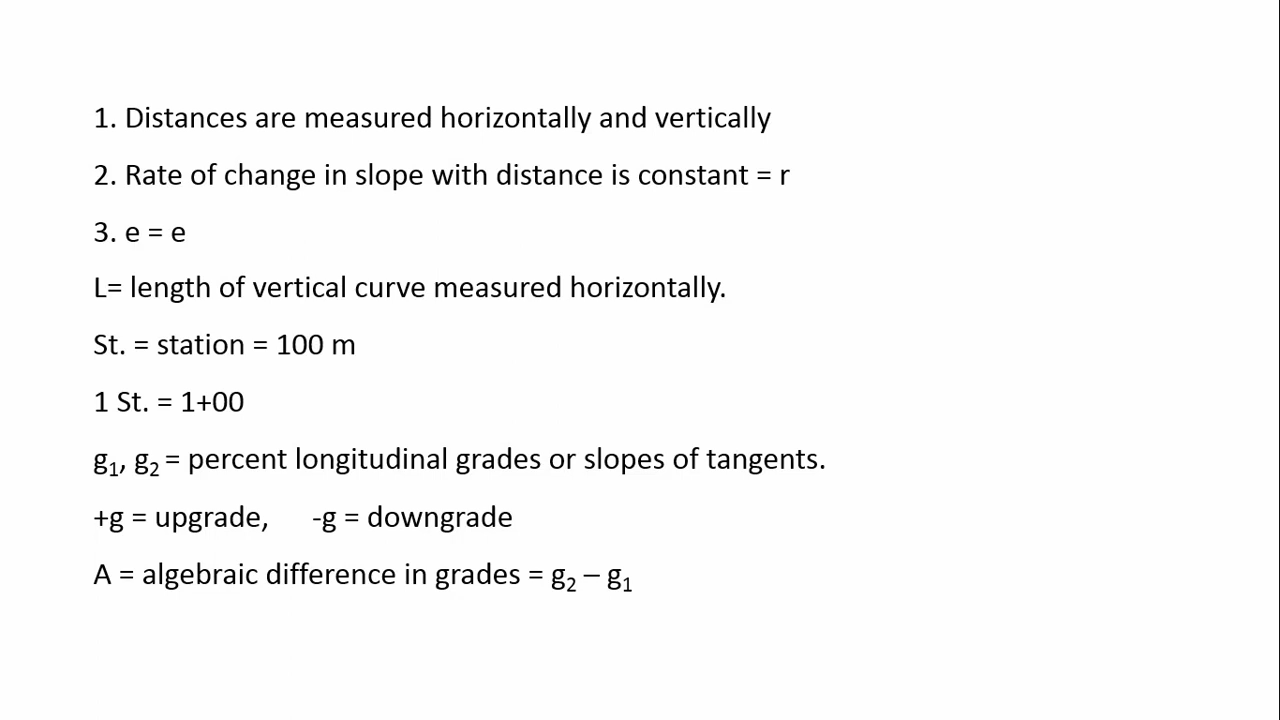 1. Distances are measured horizontally and vertically
2. Rate of change in slope with distance is constant = r
3. e = e
L= length of vertical curve measured horizontally.
St. = station = 100 m
1 St. = 1+00
g₁, g₂ = percent longitudinal grades or slopes of tangents.
+g = upgrade, -g = downgrade
A = algebraic difference in grades = g₂ – g₁